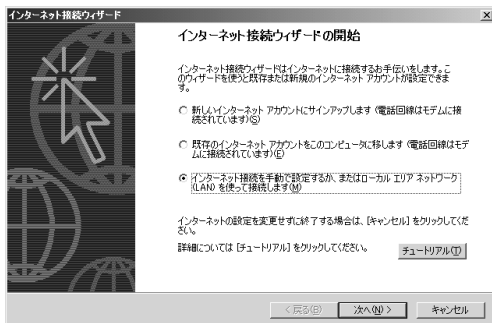 インターネット接続ウィザード
インターネット接続ウィザードの開始
インターネット接続ウィザードはインターネットに接続するお手伝いをします。こ
のウィザードを使うと既存または新規のインターネット アカウントが設定できま
す。
新しいインターネット アカウントにサインアップします (電話回線はモデムに接
続されています)(S)
既存のインターネット アカウントをこのコンピュータに移します (電話回線はモデ
ムに接続されています)(E)
インターネット接続を手動で設定するか、またはローカル エリア ネットワーク
(LAN) を使って接続します(M)
インターネットの設定を変更せずに終了する場合は、[キャンセル] をクリックしてくだ
さい。
詳細については [チュートリアル] をクリックしてください。
チュートリアル(T)
< 戻る(B)
次へ(N) >
キャンセル